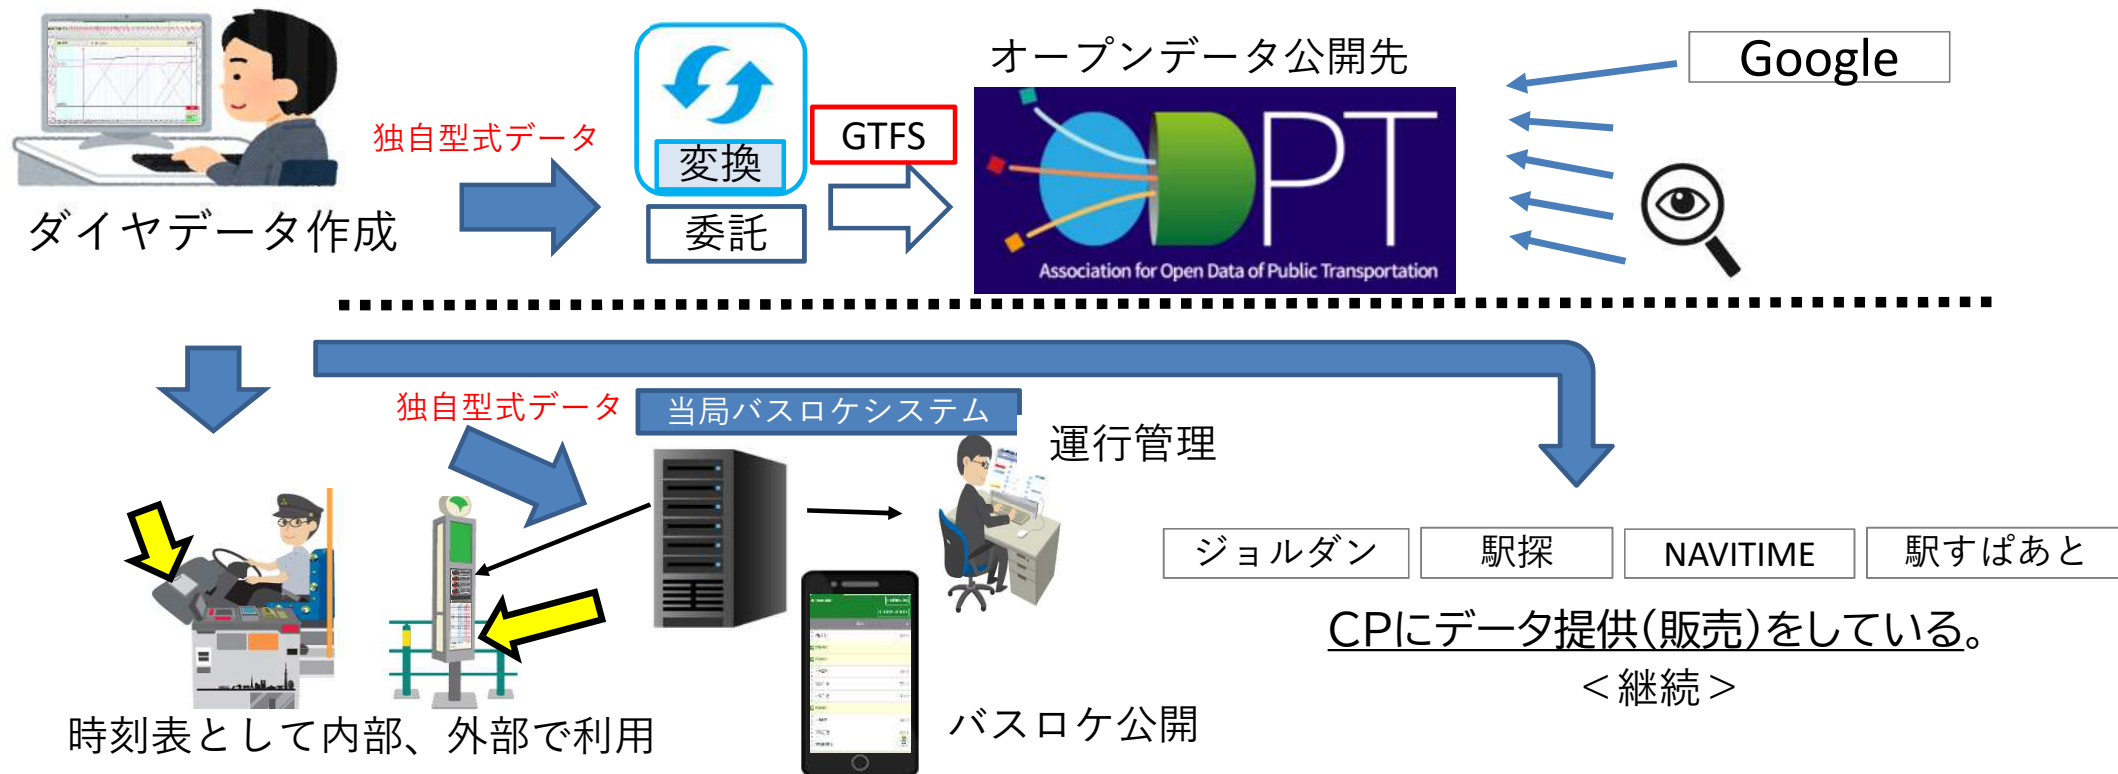 オープンデータ公開先
Google
独自型式データ
GTFS
変換
委託
ダイヤデータ作成
ODPT
Association for Open Data of Public Transportation
独自型式データ
当局バスロケシステム
運行管理
ジョルダン
駅探
NAVITIME
駅すぱあと
CPにデータ提供(販売)をしている。
<継続>
時刻表として内部、外部で利用
バスロケ公開